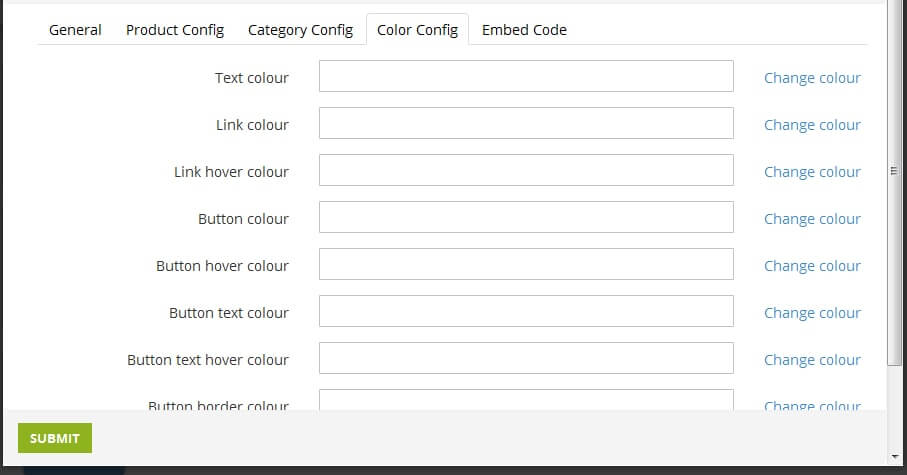 General Product Config Category Config Color Config Embed Code
Text colour Change colour
Link colour Change colour
Link hover colour Change colour
Button colour Change colour
Button hover colour Change colour
Button text colour Change colour
Button text hover colour Change colour
Button border colour Change colour
SUBMIT